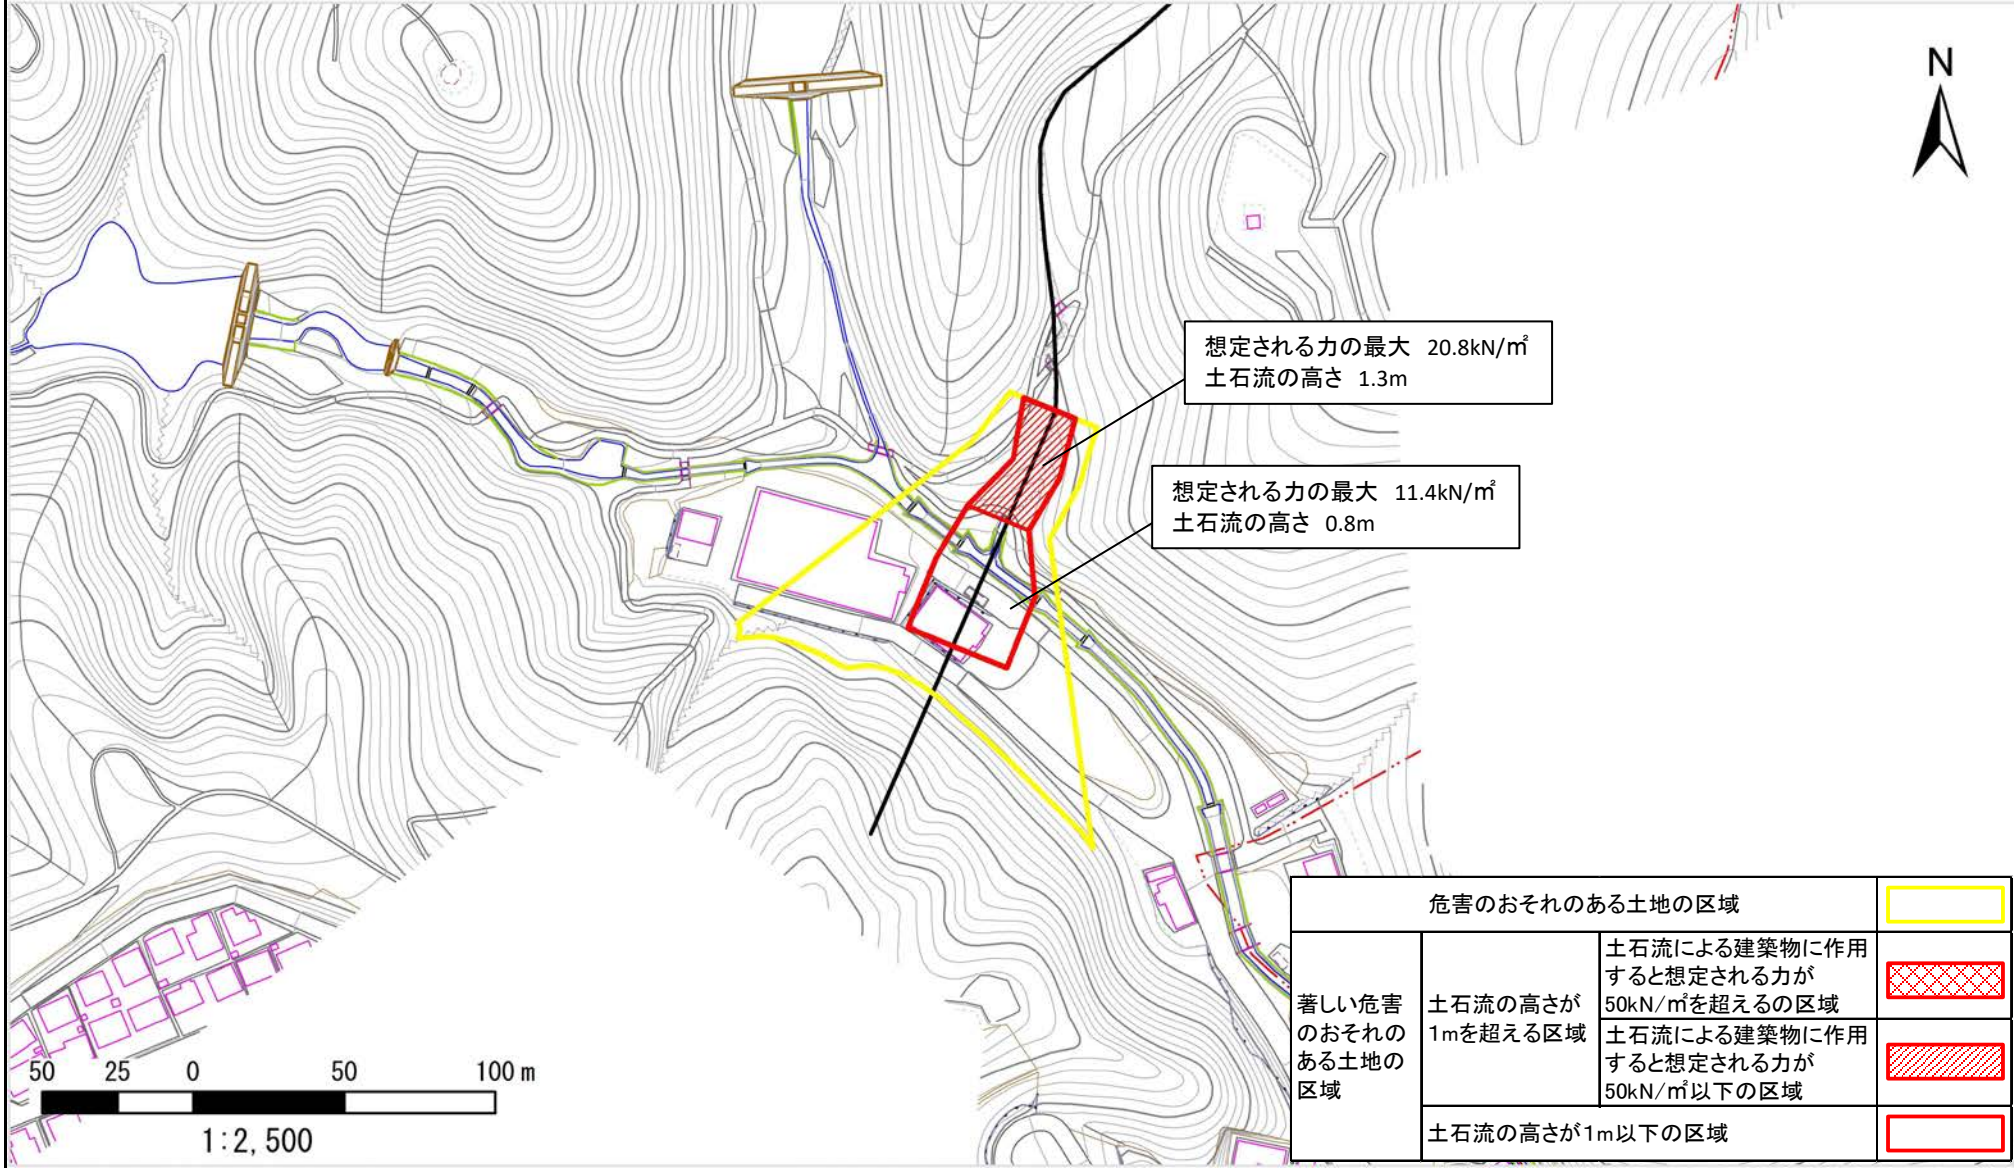 N
想定される力の最大 20.8kN/㎡
土石流の高さ 1.3m
想定される力の最大 11.4kN/㎡
土石流の高さ 0.8m
危害のおそれのある土地の区域
著しい危害
のおそれの
ある土地の
区域
土石流の高さが
1mを超える区域
土石流による建築物に作用
すると想定される力が
50kN/㎡を超えるの区域
土石流による建築物に作用
すると想定される力が
50kN/㎡以下の区域
土石流の高さが1m以下の区域
50 25 0 50 100 m
1:2,500